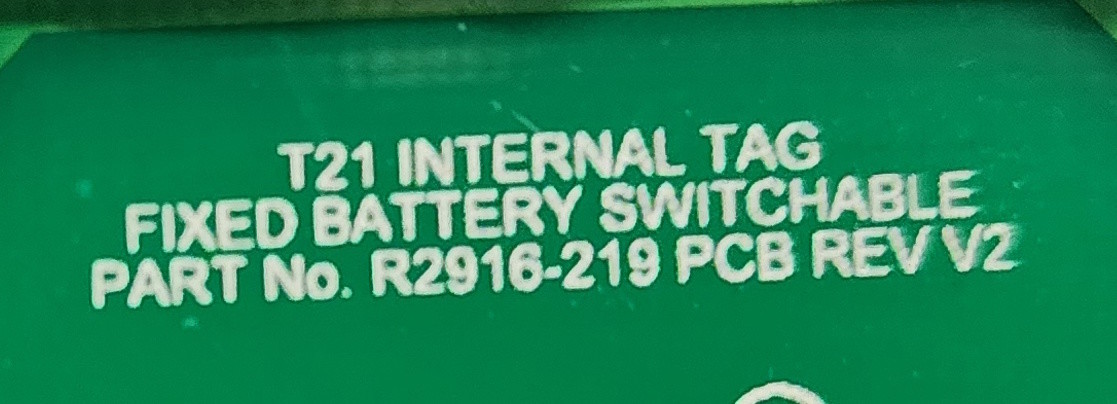 T21 INTERNAL TAG
FIXED BATTERY SWITCHABLE
PART No. R2916-219 PCB REV V2